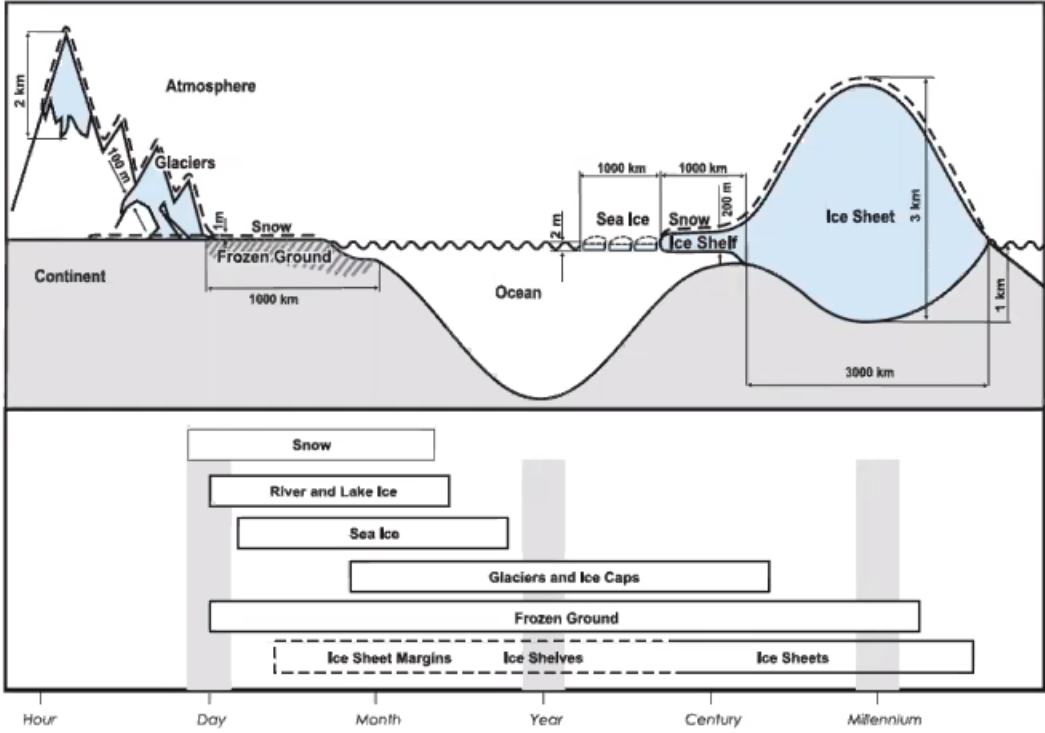 2 km
Atmosphere
Glaciers
100 m
1m
Snow
Frozen Ground
1000 km
Continent
Ocean
2 m
1000 km
1000 km
Sea Ice
Snow
200 m
Ice Shelf
Ice Sheet
3 km
1 km
3000 km
Snow
River and Lake Ice
Sea Ice
Glaciers and Ice Caps
Frozen Ground
Ice Sheet Margins Ice Shelves Ice Sheets
Hour Day Month Year Century Millennium